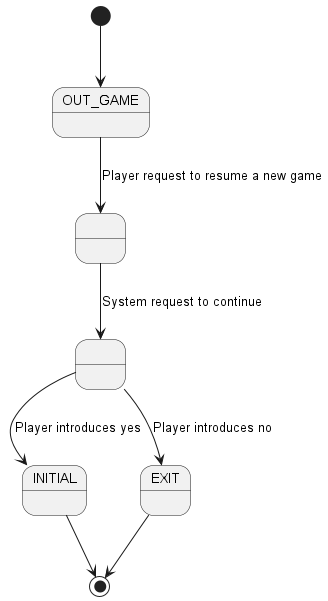 OUT_GAME
Player request to resume a new game
System request to continue
Player introduces yes
Player introduces no
INITIAL
EXIT